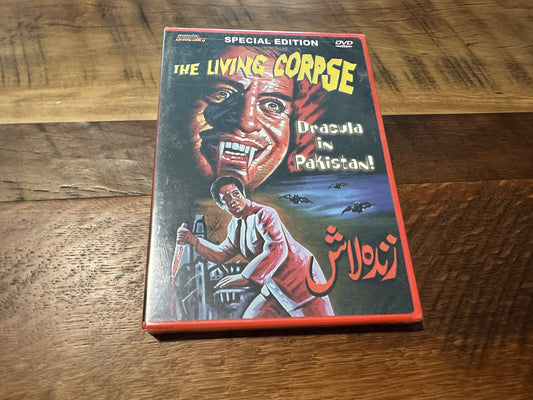 SPECIAL EDITION
DVD
THE LIVING CORPSE
Dracula
in
Pakistan!
زندہ لاش